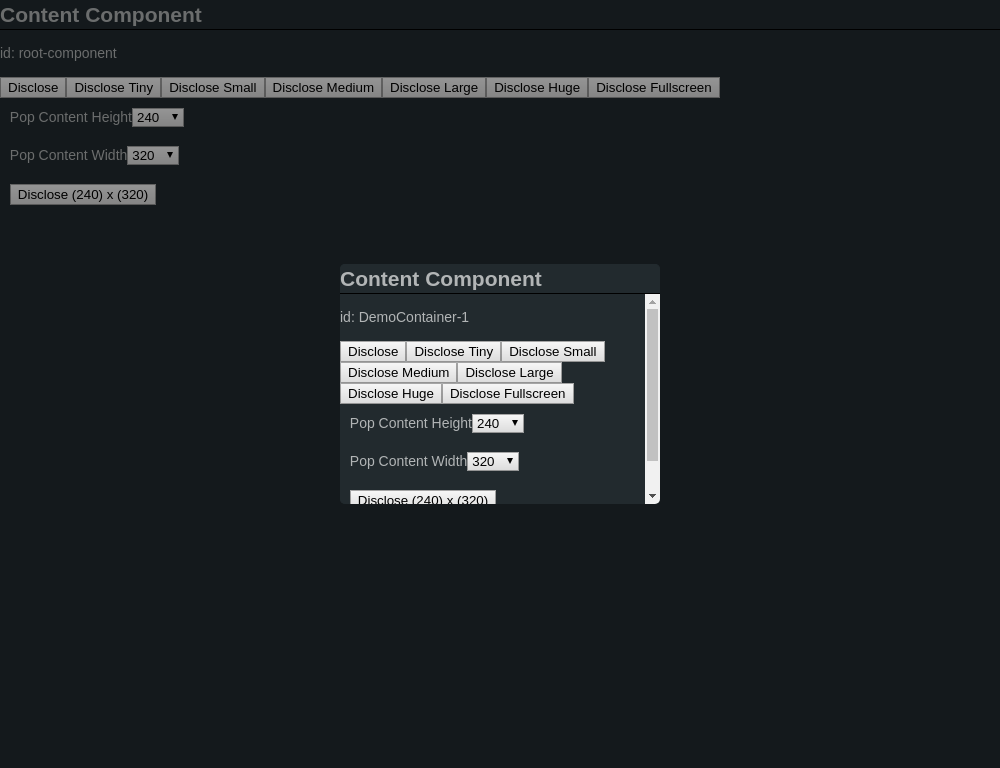 Content Component
id: root-component
Disclose Disclose Tiny Disclose Small Disclose Medium Disclose Large Disclose Huge Disclose Fullscreen
Pop Content Height 240
Pop Content Width 320
Disclose (240) x (320)
Content Component
id: DemoContainer-1
Disclose Disclose Tiny Disclose Small
Disclose Medium Disclose Large
Disclose Huge Disclose Fullscreen
Pop Content Height 240
Pop Content Width 320
Disclose (240) x (320)